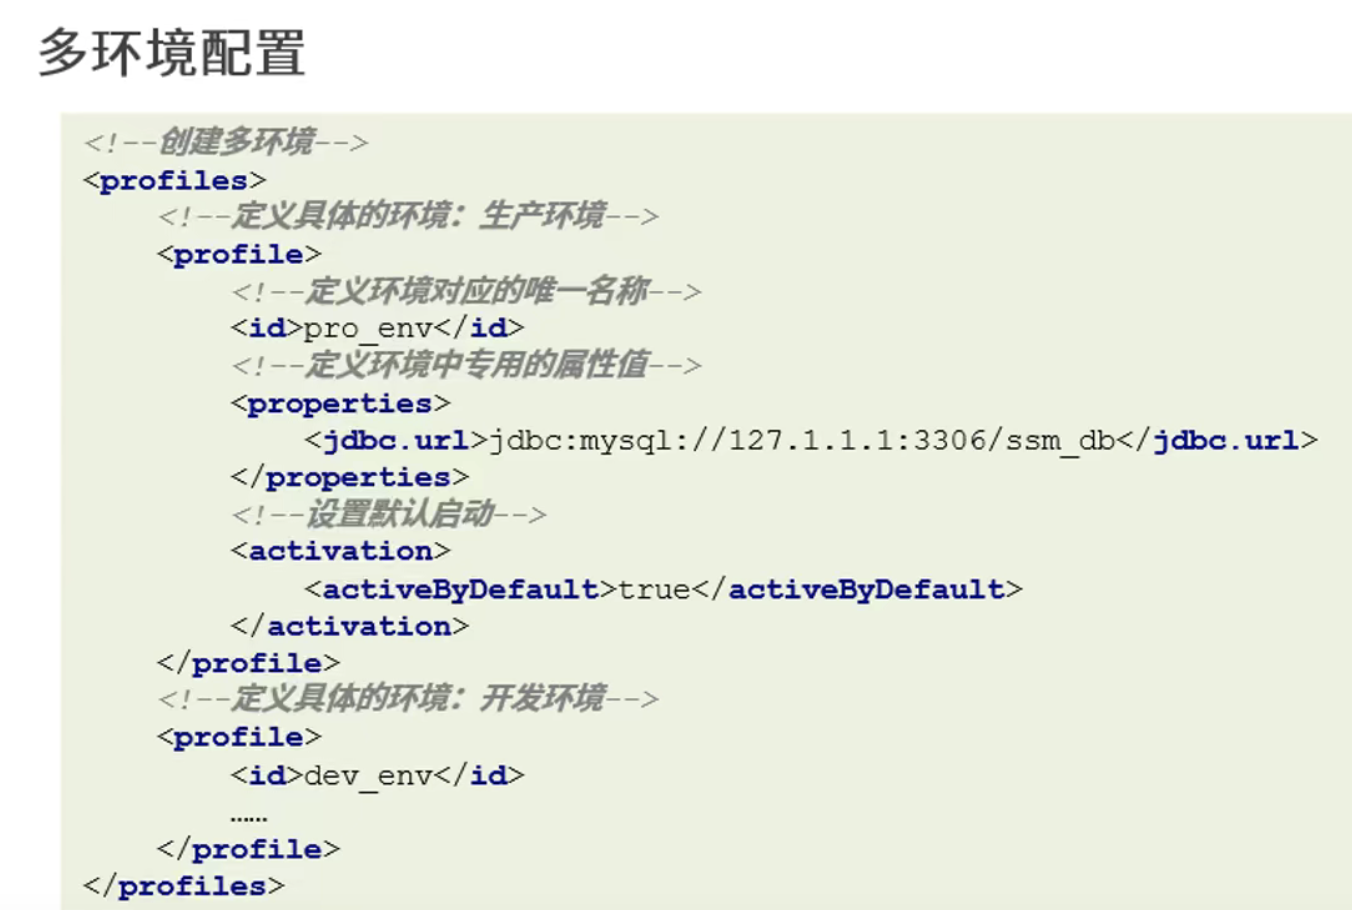 多环境配置
<!--创建多环境-->
<profiles>
    <!--定义具体的环境：生产环境-->
    <profile>
        <!--定义环境对应的唯一名称-->
        <id>pro_env</id>
        <!--定义环境中专用的属性值-->
        <properties>
            <jdbc.url>jdbc:mysql://127.1.1.1:3306/ssm_db</jdbc.url>
        </properties>
        <!--设置默认启动-->
        <activation>
            <activeByDefault>true</activeByDefault>
        </activation>
    </profile>
    <!--定义具体的环境：开发环境-->
    <profile>
        <id>dev_env</id>
        ……
    </profile>
</profiles>